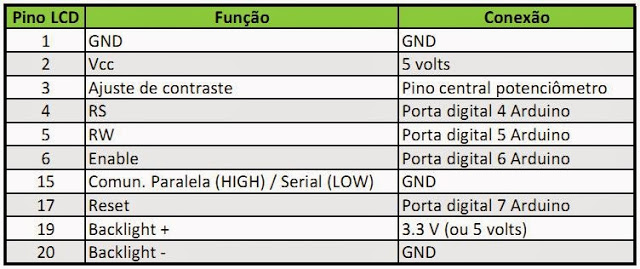 Pino LCD Função Conexão
1 GND GND
2 Vcc 5 volts
3 Ajuste de contraste Pino central potenciômetro
4 RS Porta digital 4 Arduino
5 RW Porta digital 5 Arduino
6 Enable Porta digital 6 Arduino
15 Comun. Paralela (HIGH) / Serial (LOW) GND
17 Reset Porta digital 7 Arduino
19 Backlight + 3.3 V (ou 5 volts)
20 Backlight - GND